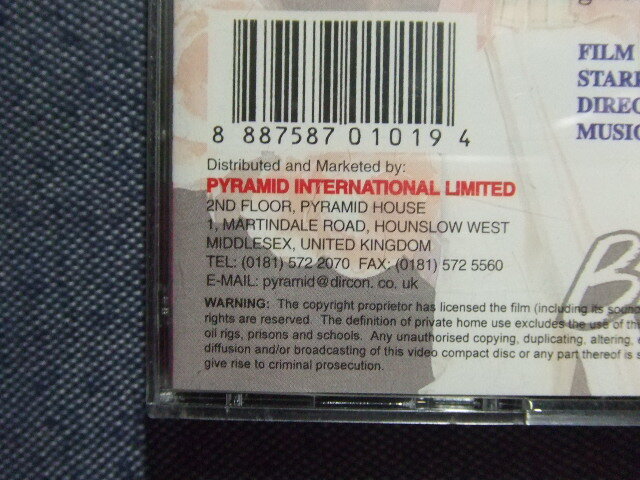 FILM
DIREC
MUSIC
8 887587 010194
Distributed and Marketed by:
PYRAMID INTERNATIONAL LIMITED
2ND FLOOR, PYRAMID HOUSE
1, MARTINDALE ROAD, HOUNSLOW WEST
MIDDLESEX, UNITED KINGDOM
TEL: (0181) 572 2070 FAX: (0181) 572 5560
E-MAIL: pyramid@dircon. co. uk
WARNING: The copyright proprietor has licensed the film (including its soun
rights are reserved. The definition of private home use excludes the use of th
oil rigs, prisons and schools. Any unauthorised copying, duplicating, altering,
diffusion and/or broadcasting of this video compact disc or any part thereof is s
give rise to criminal prosecution.